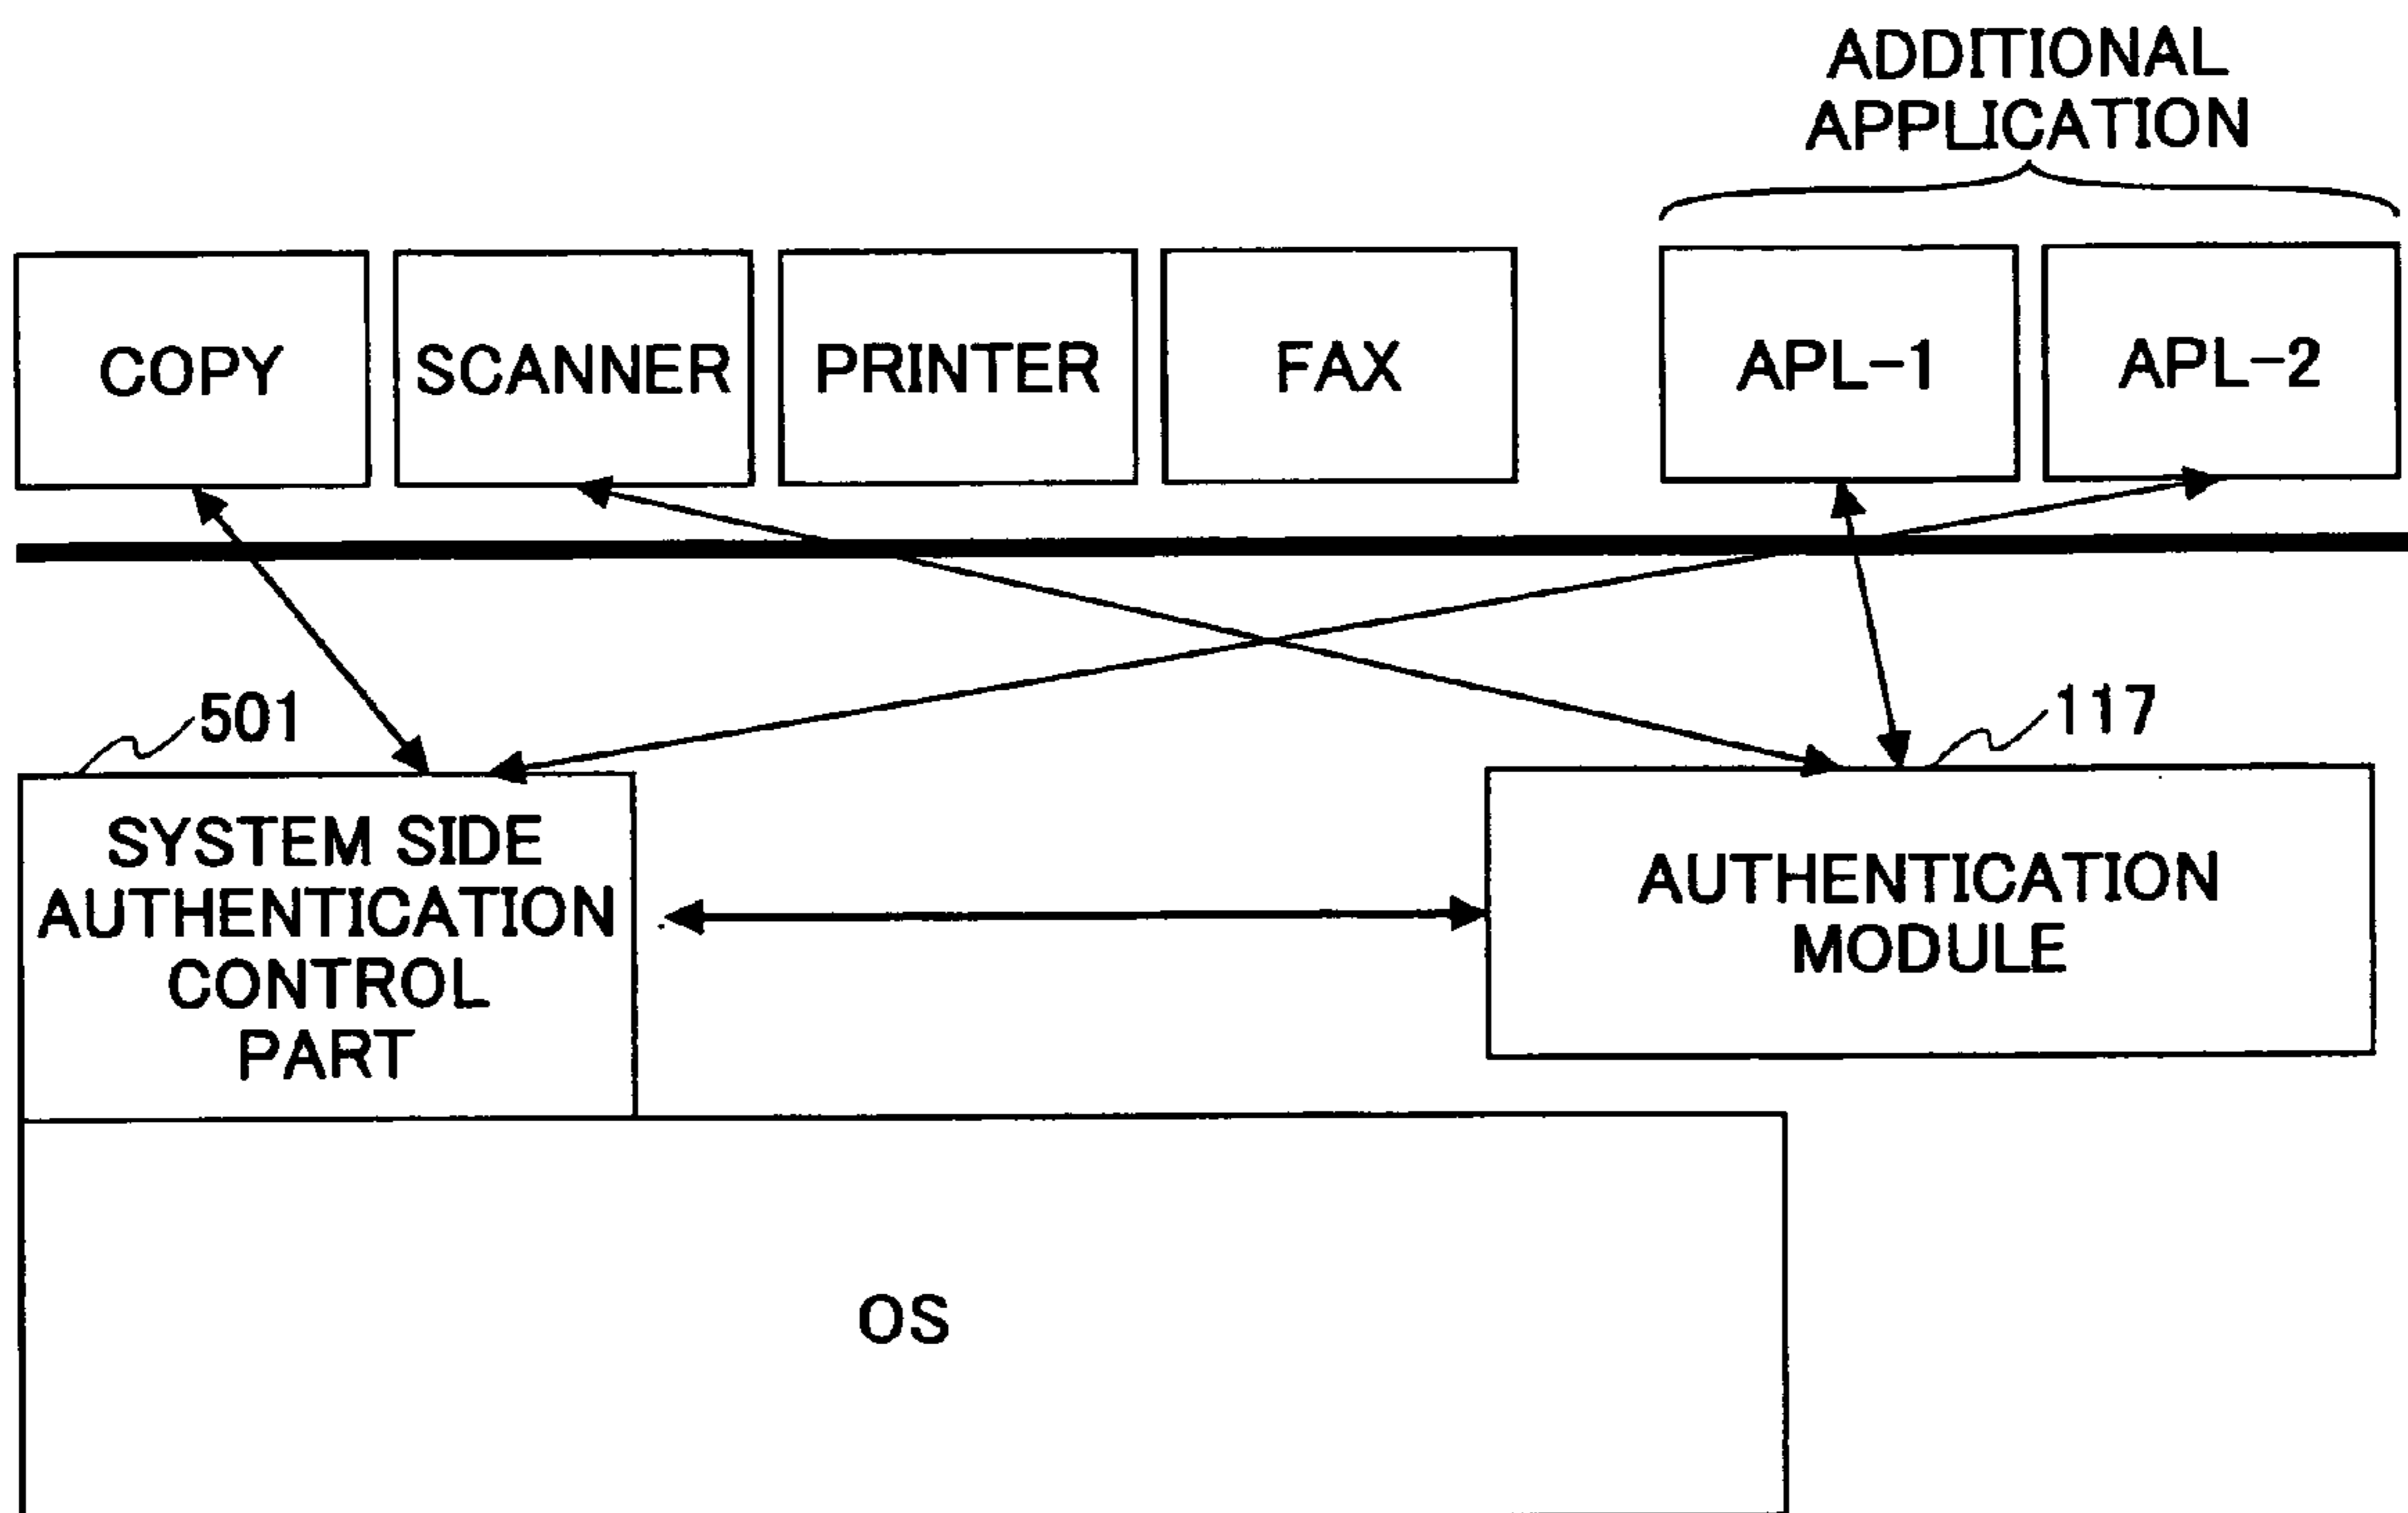 ADDITIONAL
APPLICATION
COPY
SCANNER
PRINTER
FAX
APL-1
APL-2
501
117
SYSTEM SIDE
AUTHENTICATION
CONTROL
PART
AUTHENTICATION
MODULE
OS